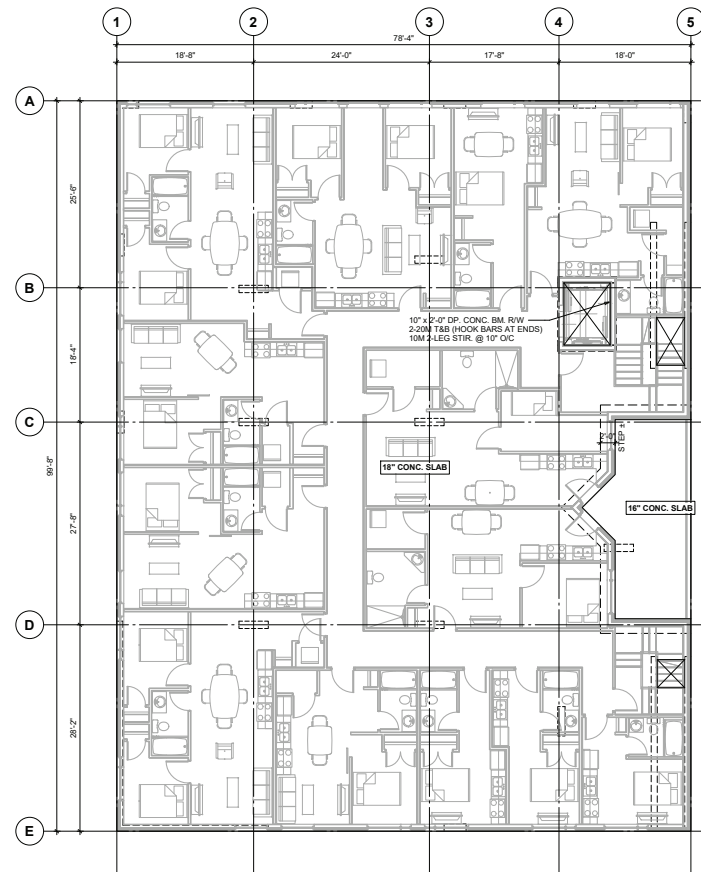 1
2
3
4
5
78'-4"
18'-8"
24'-0"
17'-8"
18'-0"
A
25'-6"
B
10" x 2'-0" DP. CONC. BM. R/W
2-20M T&B (HOOK BARS AT ENDS)
10M 2-LEG STIR. @ 10" O/C
18'-4"
C
2'-0"
STEP ±
99'-8"
18" CONC. SLAB
27'-8"
16" CONC. SLAB
D
28'-2"
E